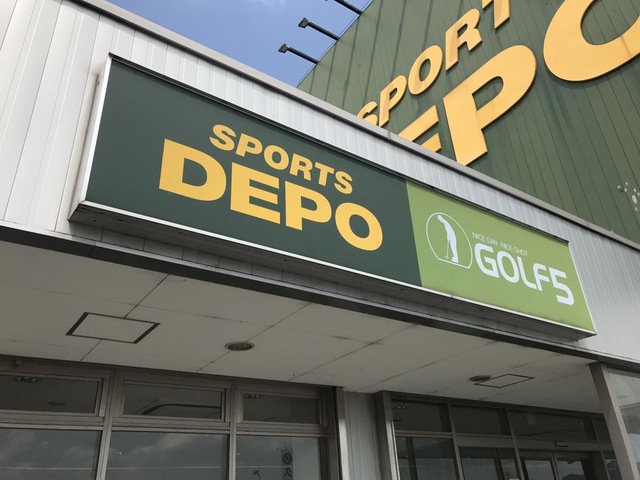 SPORTS
DEPO
NICE DAY, NICE SHOT
GOLF5
SPORT
DEPO